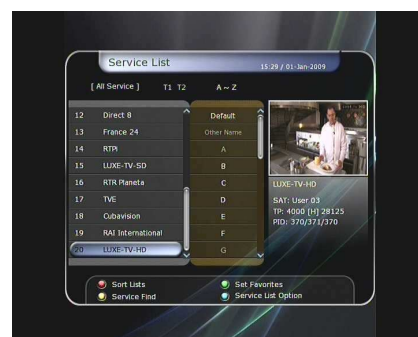 Service List
15:29 / 01-Jan-2009
[ All Service ] T1 T2 A ~ Z
12 Direct 8
13 France 24
14 RTPi
15 LUXE-TV-SD
16 RTR Planeta
17 TVE
18 Cubavision
19 RAI International
20 LUXE-TV-HD
Default
Other Name
A
B
C
D
E
F
G
LUXE-TV-HD
SAT: User 03
TP: 4000 [H] 28125
PID: 370/371/370
Sort Lists
Set Favorites
Service Find
Service List Option